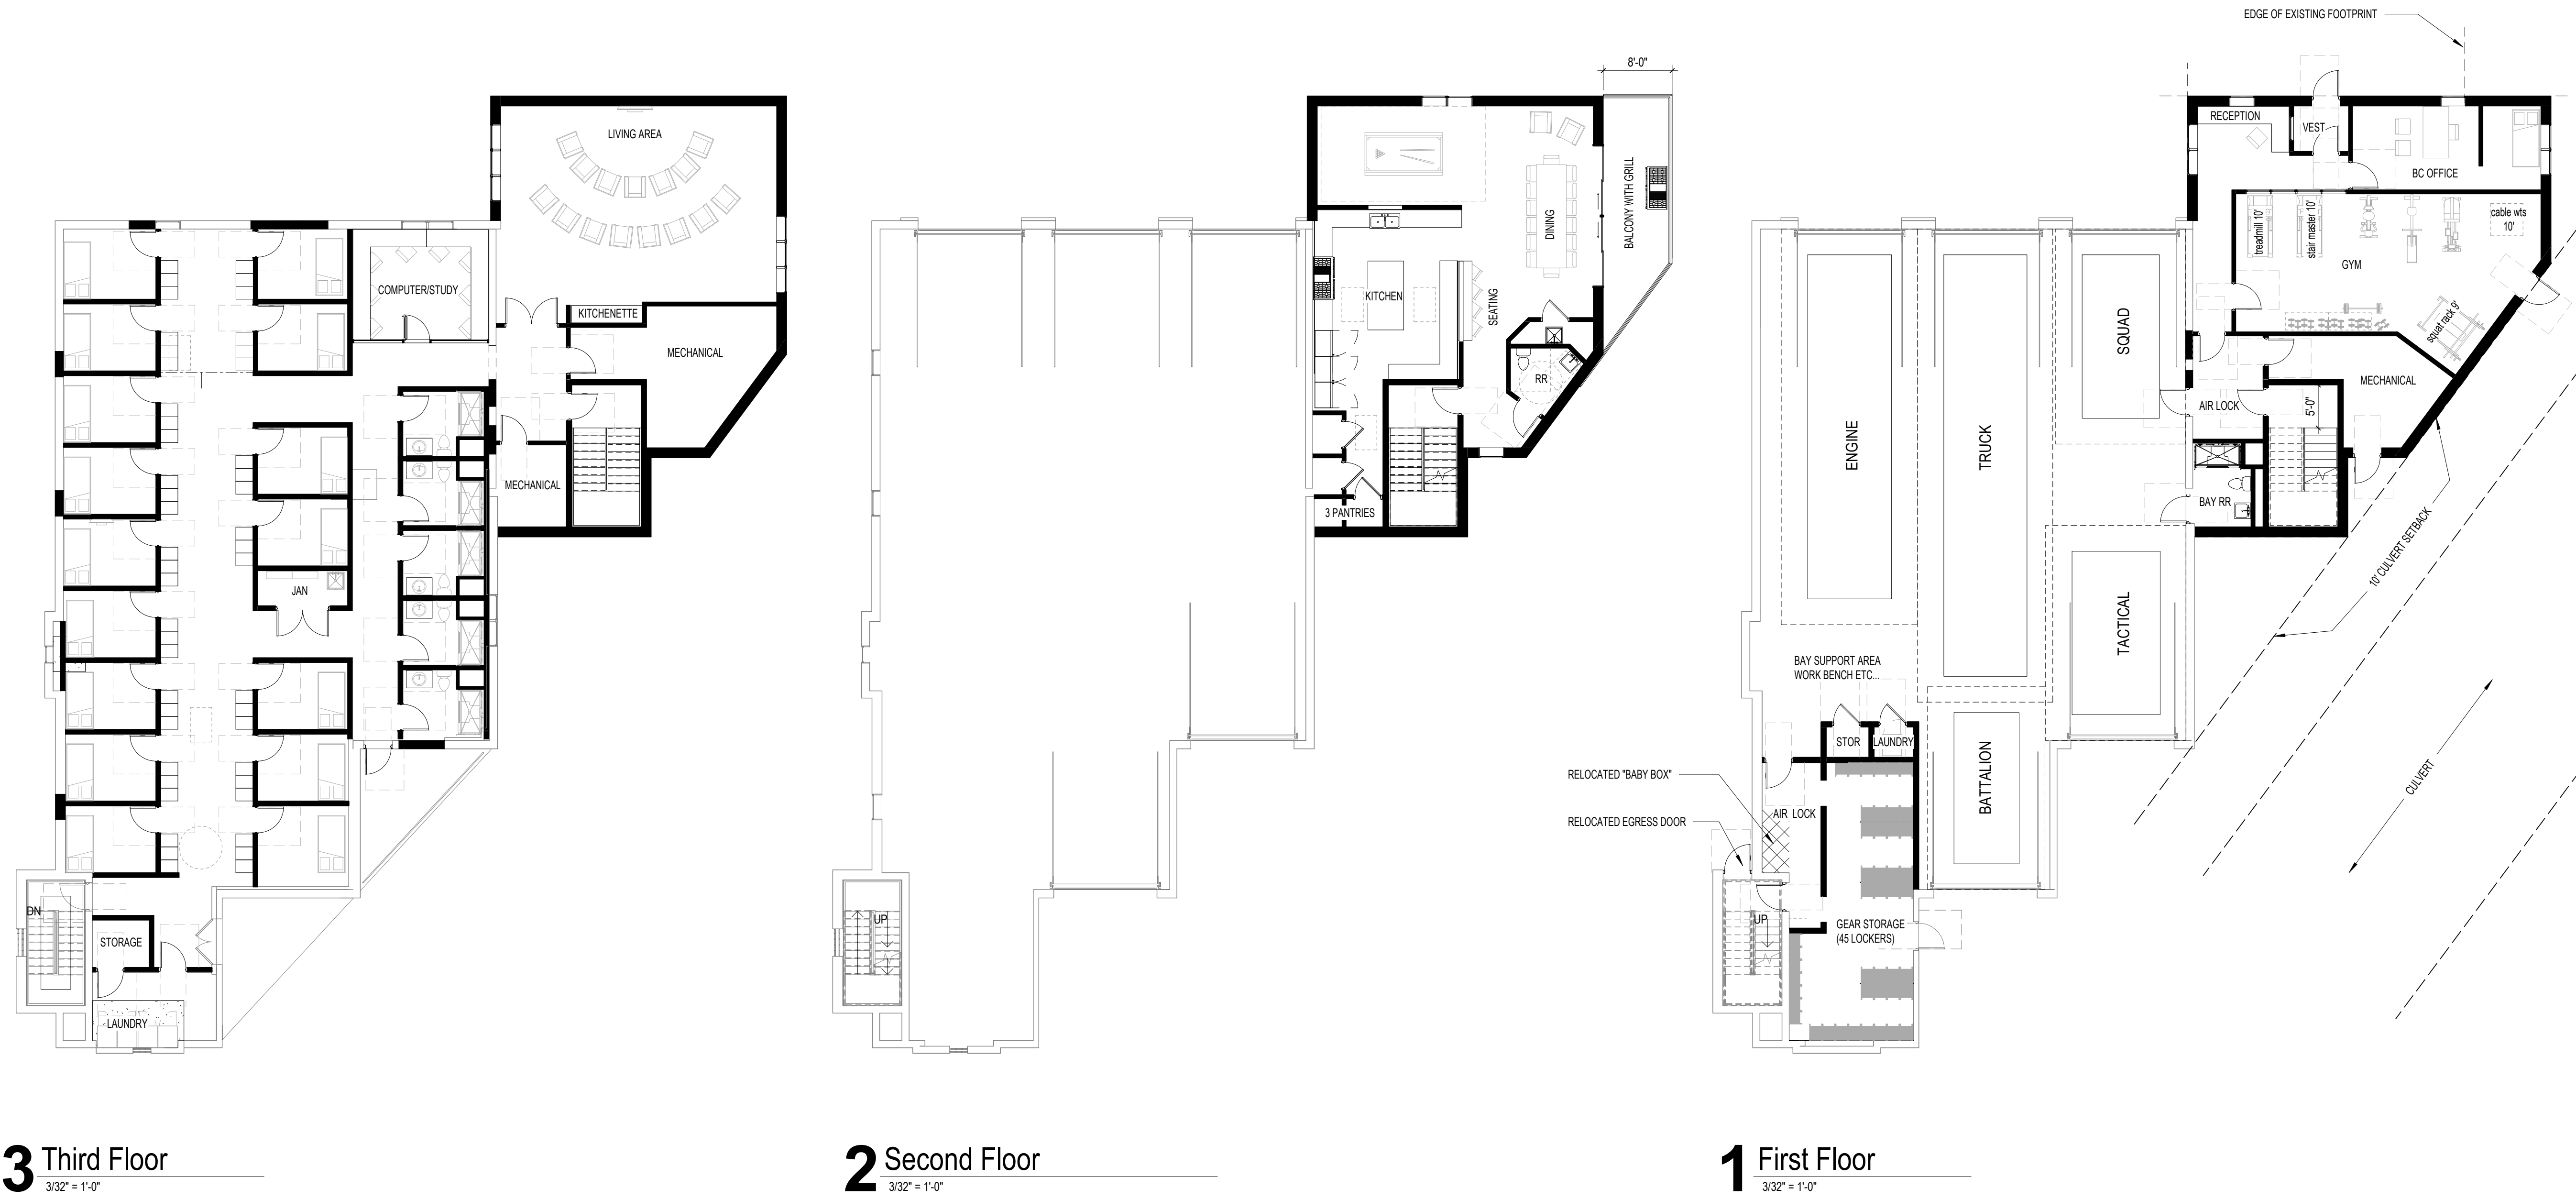 EDGE OF EXISTING FOOTPRINT
8'-0"
LIVING AREA
COMPUTER/STUDY
KITCHENETTE
MECHANICAL
MECHANICAL
JAN
DN
STORAGE
LAUNDRY
BALCONY WITH GRILL
DINING
KITCHEN
SEATING
RR
3 PANTRIES
UP
RECEPTION
VEST
BC OFFICE
treadmill 10'
stair master 10'
cable wts
10'
GYM
squat rack 9'
SQUAD
MECHANICAL
AIR LOCK
5'-0"
ENGINE
TRUCK
BAY RR
10' CULVERT SETBACK
TACTICAL
BAY SUPPORT AREA
WORK BENCH ETC...
STOR
LAUNDRY
BATTALION
CULVERT
RELOCATED "BABY BOX"
AIR LOCK
RELOCATED EGRESS DOOR
UP
GEAR STORAGE
(45 LOCKERS)
3 Third Floor
3/32" = 1'-0"
2 Second Floor
3/32" = 1'-0"
1 First Floor
3/32" = 1'-0"